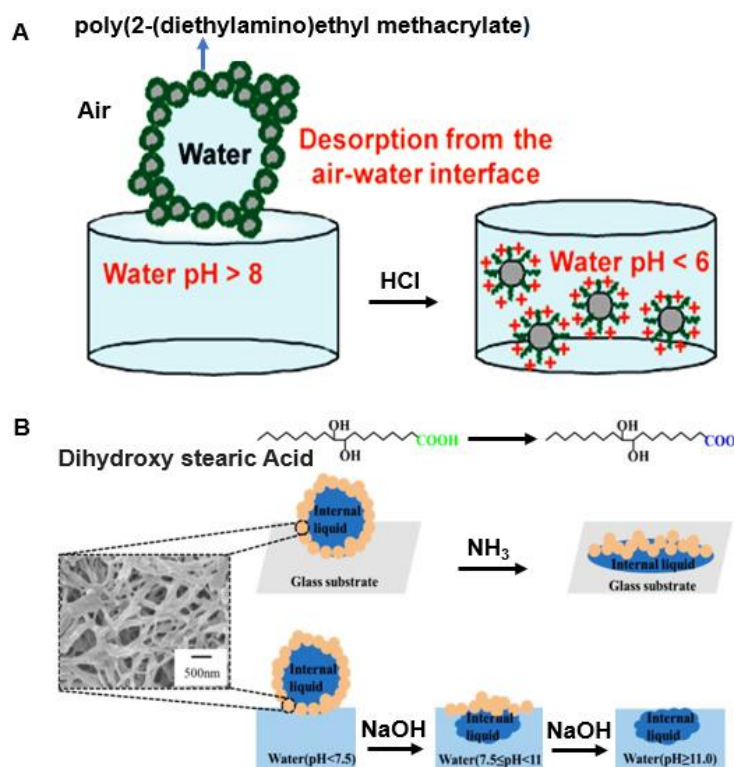 A
poly(2-(diethylamino)ethyl methacrylate)
Air
Water
Desorption from the
air-water interface
Water pH > 8
HCl
Water pH < 6
B
OH
COOH
OH
OH
COO
OH
Dihydroxy stearic Acid
Internal
liquid
Glass substrate
NH₃
Internal liquid
Glass substrate
500nm
Internal
liquid
Water(pH<7.5)
NaOH
Internal
liquid
Water(7.5≤pH<11
NaOH
Internal
liquid
Water(pH≥11.0)